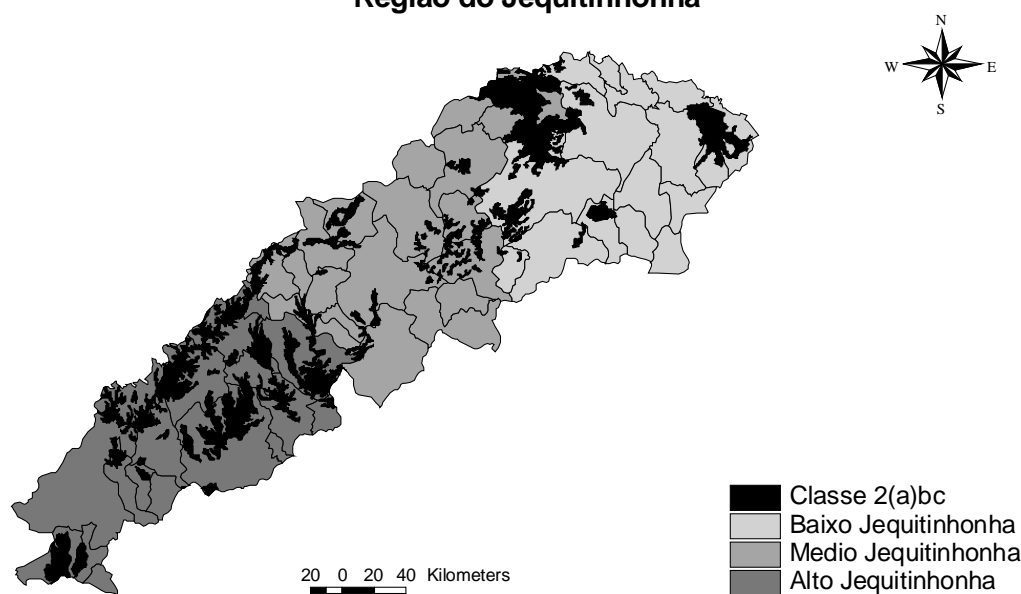 Região do Jequitinhonha
N
W E
S
Classe 2(a)bc
Baixo Jequitinhonha
Medio Jequitinhonha
Alto Jequitinhonha
20 0 20 40 Kilometers